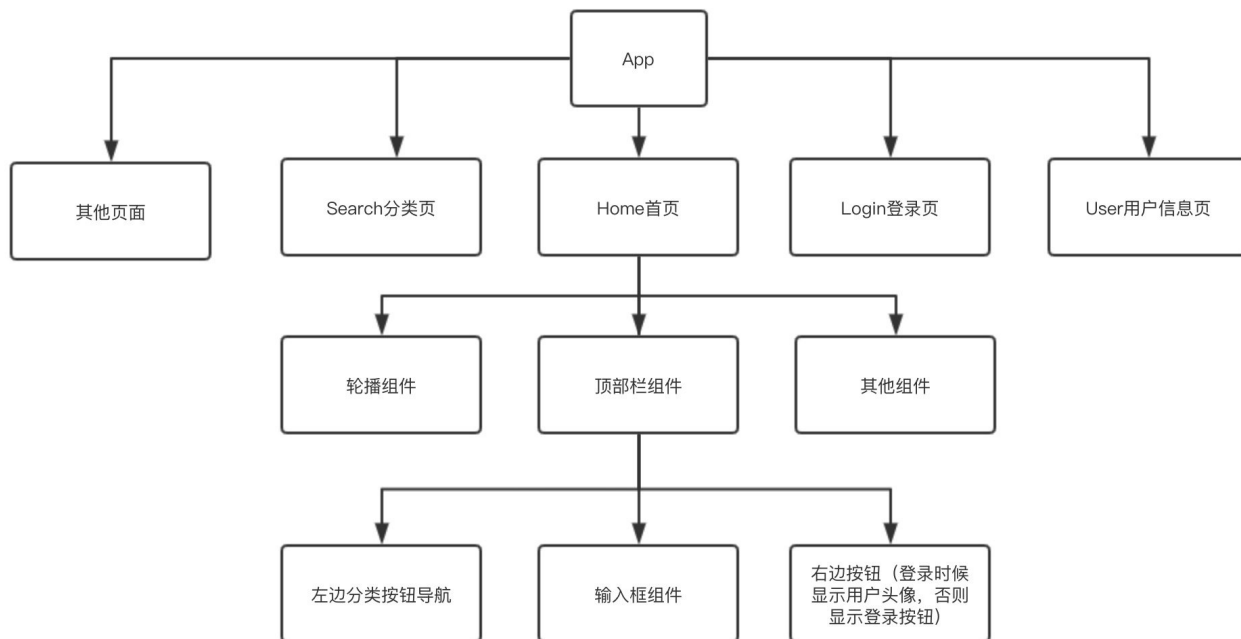 App
其他页面
Search分类页
Home首页
Login登录页
User用户信息页
轮播组件
顶部栏组件
其他组件
左边分类按钮导航
输入框组件
右边按钮（登录时候
显示用户头像，否则
显示登录按钮）